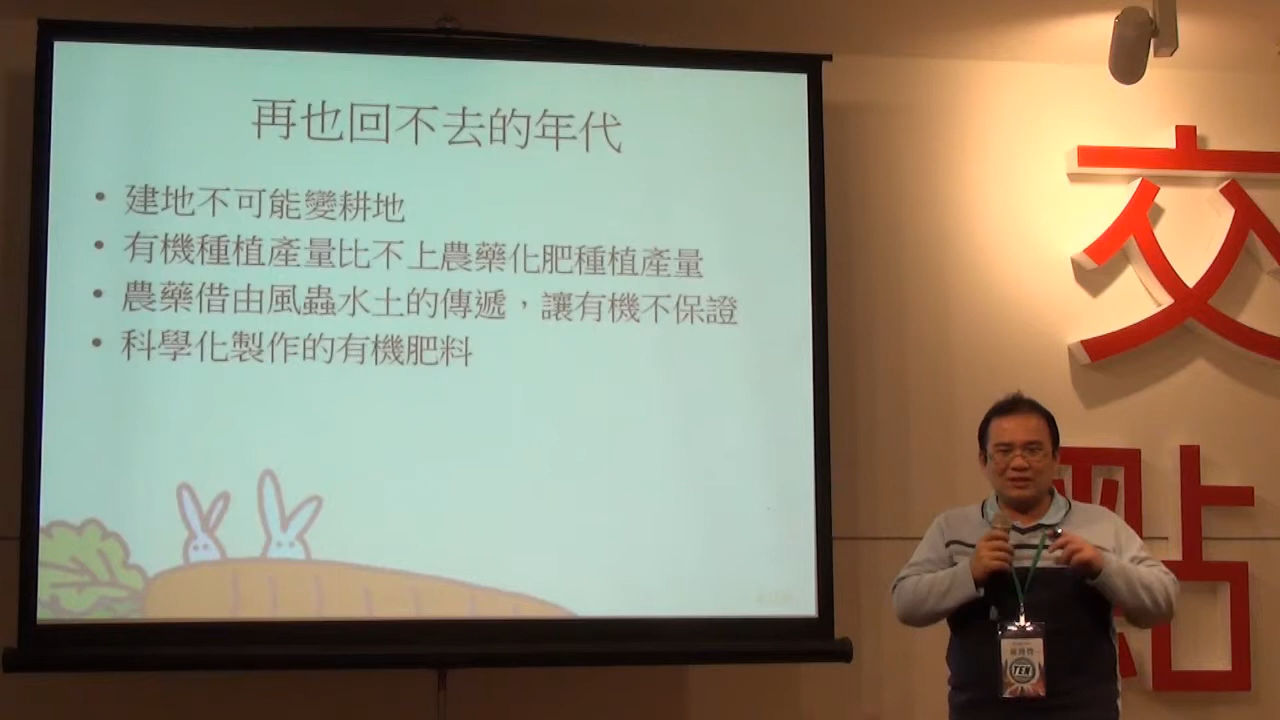 再也回不去的年代
• 建地不可能變耕地
• 有機種植產量比不上農藥化肥種植產量
• 農藥借由風蟲水土的傳遞，讓有機不保證
• 科學化製作的有機肥料
交
點
TEN